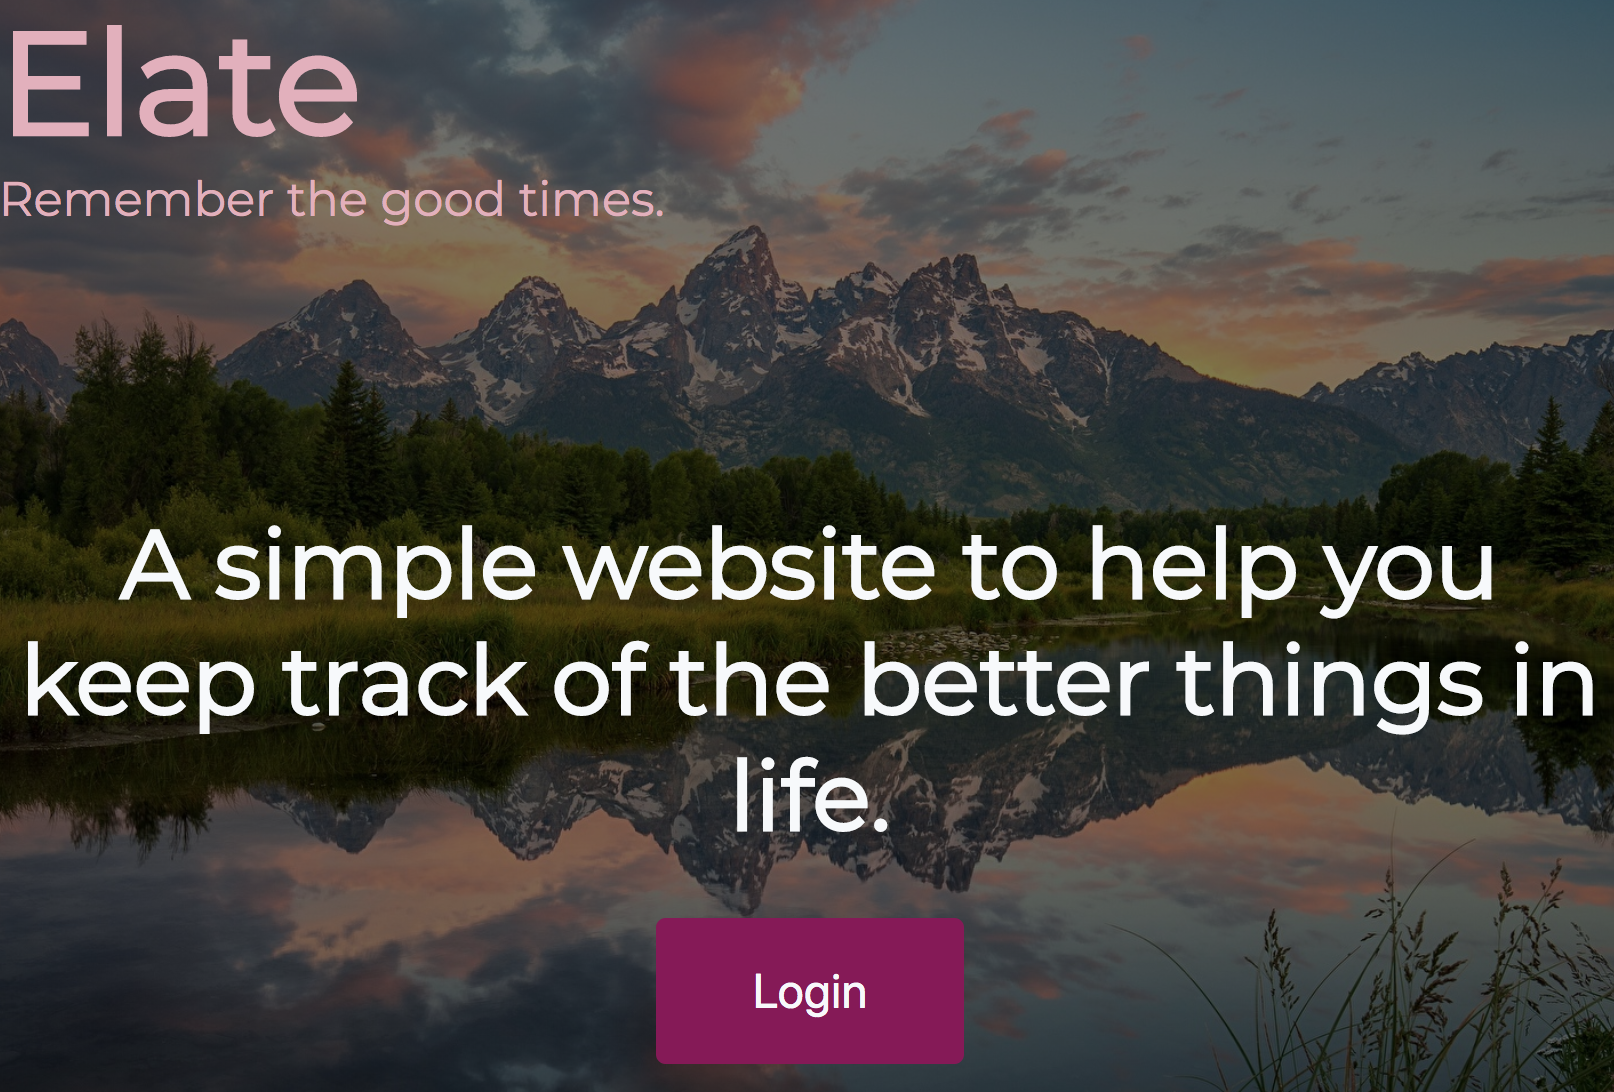 Elate
Remember the good times.
A simple website to help you
keep track of the better things in
life.
Login